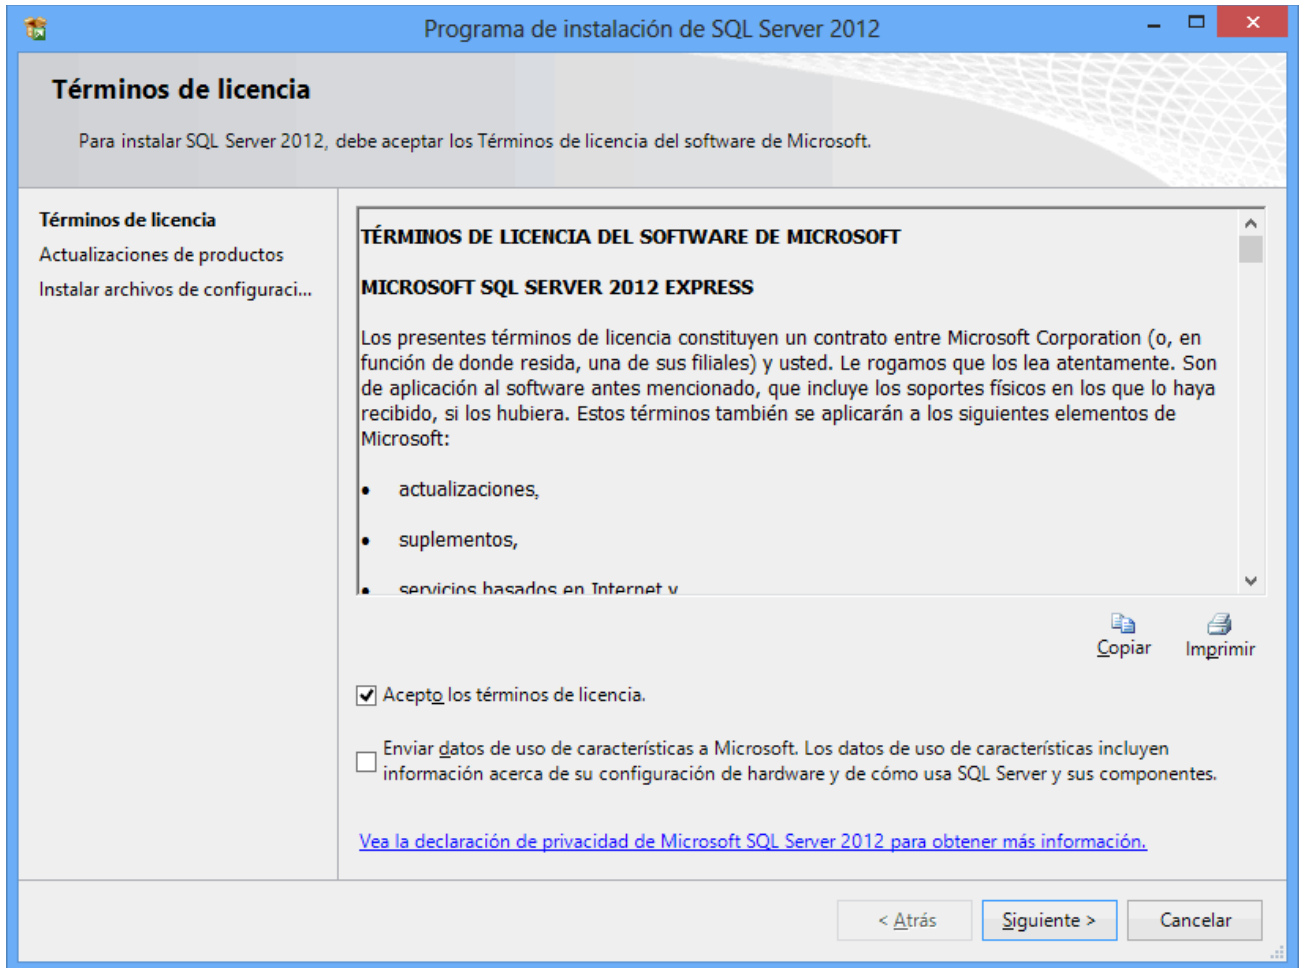 Programa de instalación de SQL Server 2012
Términos de licencia
Para instalar SQL Server 2012, debe aceptar los Términos de licencia del software de Microsoft.
Términos de licencia
Actualizaciones de productos
Instalar archivos de configuraci...
TÉRMINOS DE LICENCIA DEL SOFTWARE DE MICROSOFT
MICROSOFT SQL SERVER 2012 EXPRESS
Los presentes términos de licencia constituyen un contrato entre Microsoft Corporation (o, en
función de donde resida, una de sus filiales) y usted. Le rogamos que los lea atentamente. Son
de aplicación al software antes mencionado, que incluye los soportes físicos en los que lo haya
recibido, si los hubiera. Estos términos también se aplicarán a los siguientes elementos de
Microsoft:
• actualizaciones,
• suplementos,
• servicios basados en Internet y
Copiar
Imprimir
Acepto los términos de licencia.
Enviar datos de uso de características a Microsoft. Los datos de uso de características incluyen
información acerca de su configuración de hardware y de cómo usa SQL Server y sus componentes.
Vea la declaración de privacidad de Microsoft SQL Server 2012 para obtener más información.
< Atrás
Siguiente >
Cancelar